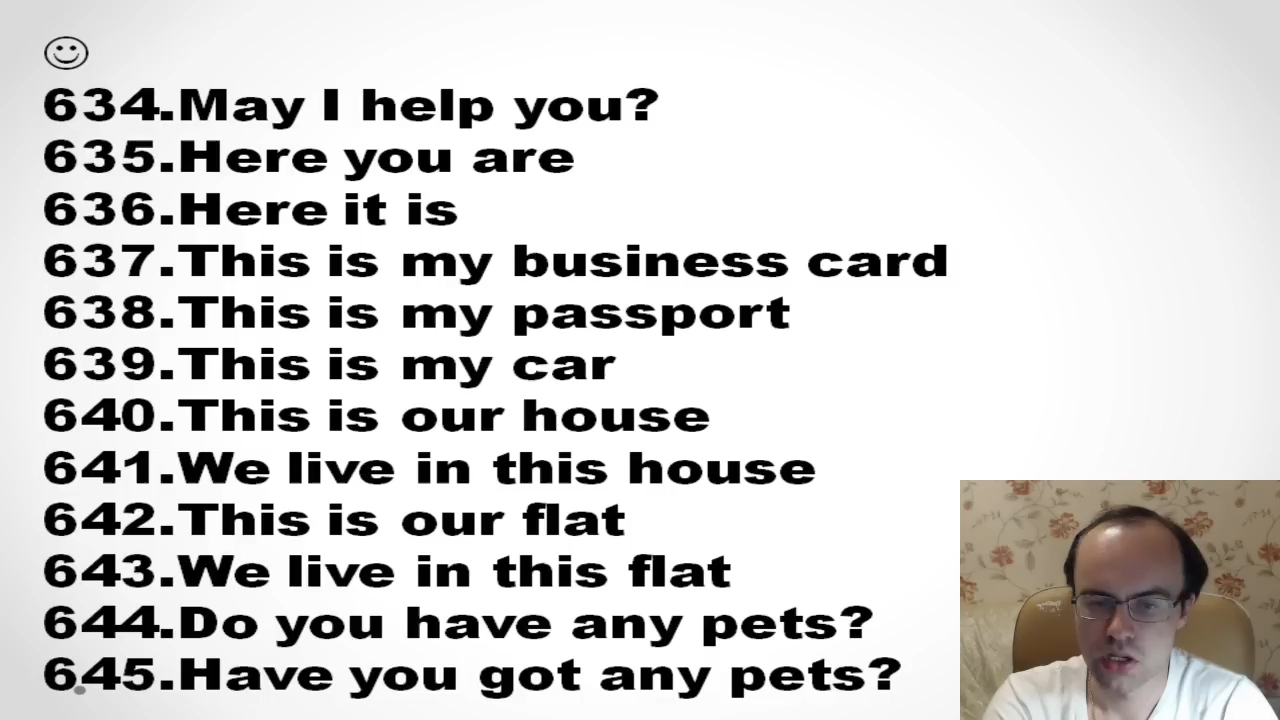 634.May I help you?
635.Here you are
636.Here it is
637.This is my business card
638.This is my passport
639.This is my car
640.This is our house
641.We live in this house
642.This is our flat
643.We live in this flat
644.Do you have any pets?
645.Have you got any pets?